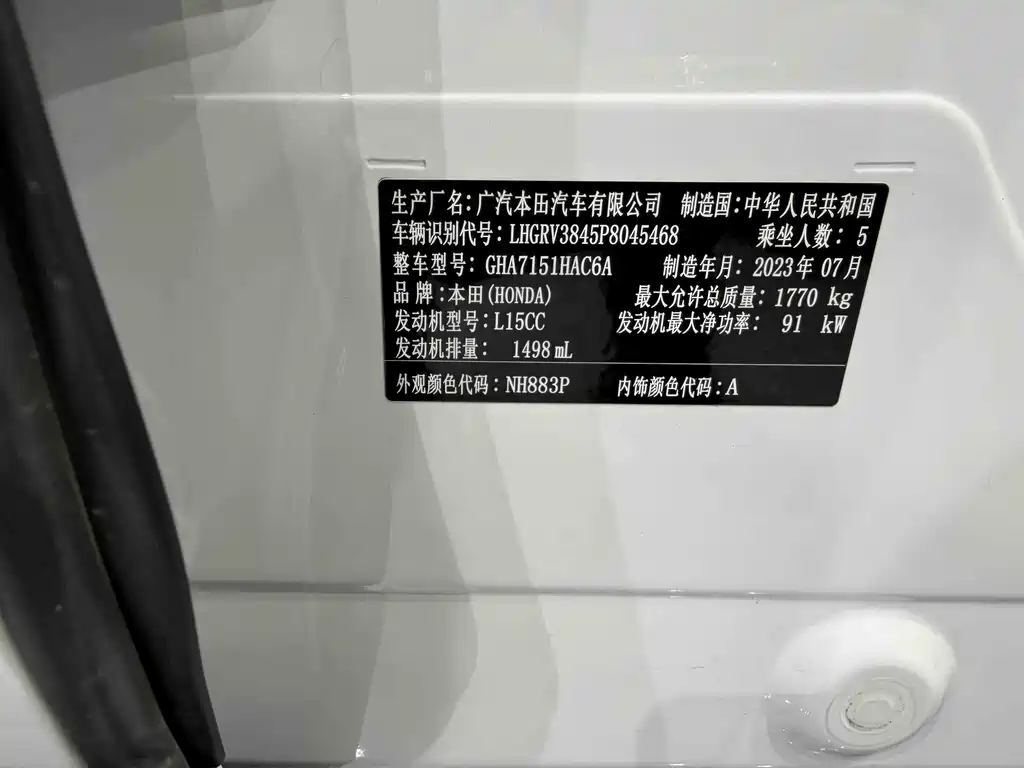 生产厂名：广汽本田汽车有限公司 制造国：中华人民共和国
车辆识别代号：LHGRV3845P8045468 乘坐人数：5
整车型号：GHA7151HAC6A 制造年月：2023年07月
品牌：本田(HONDA) 最大允许总质量：1770 kg
发动机型号：L15CC 发动机最大净功率：91 kW
发动机排量：1498mL
外观颜色代码：NH883P 内饰颜色代码：A